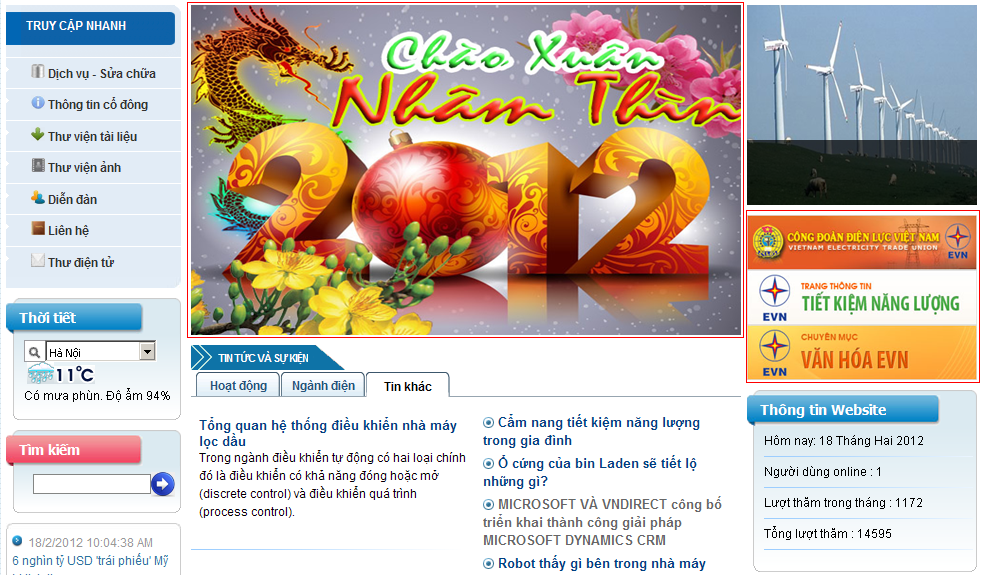 TRUY CẬP NHANH
Dịch vụ - Sửa chữa
Thông tin cổ đông
Thư viện tài liệu
Thư viện ảnh
Diễn đàn
Liên hệ
Thư điện tử
Thời tiết
Hà Nội
11°C
Có mưa phùn. Độ ẩm 94%
Tìm kiếm
18/2/2012 10:04:38 AM
6 nghìn tỷ USD 'trái phiếu' Mỹ
Chào Xuân
Nhâm Thìn
2012
TIN TỨC VÀ SỰ KIỆN
Hoạt động
Ngành điện
Tin khác
Tổng quan hệ thống điều khiển nhà máy
lọc dầu
Trong ngành điều khiển tự động có hai loại chính
đó là điều khiển có khả năng đóng hoặc mở
(discrete control) và điều khiển quá trình
(process control).
Cẩm nang tiết kiệm năng lượng
trong gia đình
Ổ cứng của bin Laden sẽ tiết lộ
những gì?
MICROSOFT VÀ VNDIRECT công bố
triển khai thành công giải pháp
MICROSOFT DYNAMICS CRM
Robot thấy gì bên trong nhà máy
CÔNG ĐOÀN ĐIỆN LỰC VIỆT NAM
VIETNAM ELECTRICITY TRADE UNION
EVN
TRANG THÔNG TIN
TIẾT KIỆM NĂNG LƯỢNG
EVN
CHUYÊN MỤC
VĂN HÓA EVN
EVN
Thông tin Website
Hôm nay: 18 Tháng Hai 2012
Người dùng online : 1
Lượt thăm trong tháng : 1172
Tổng lượt thăm : 14595